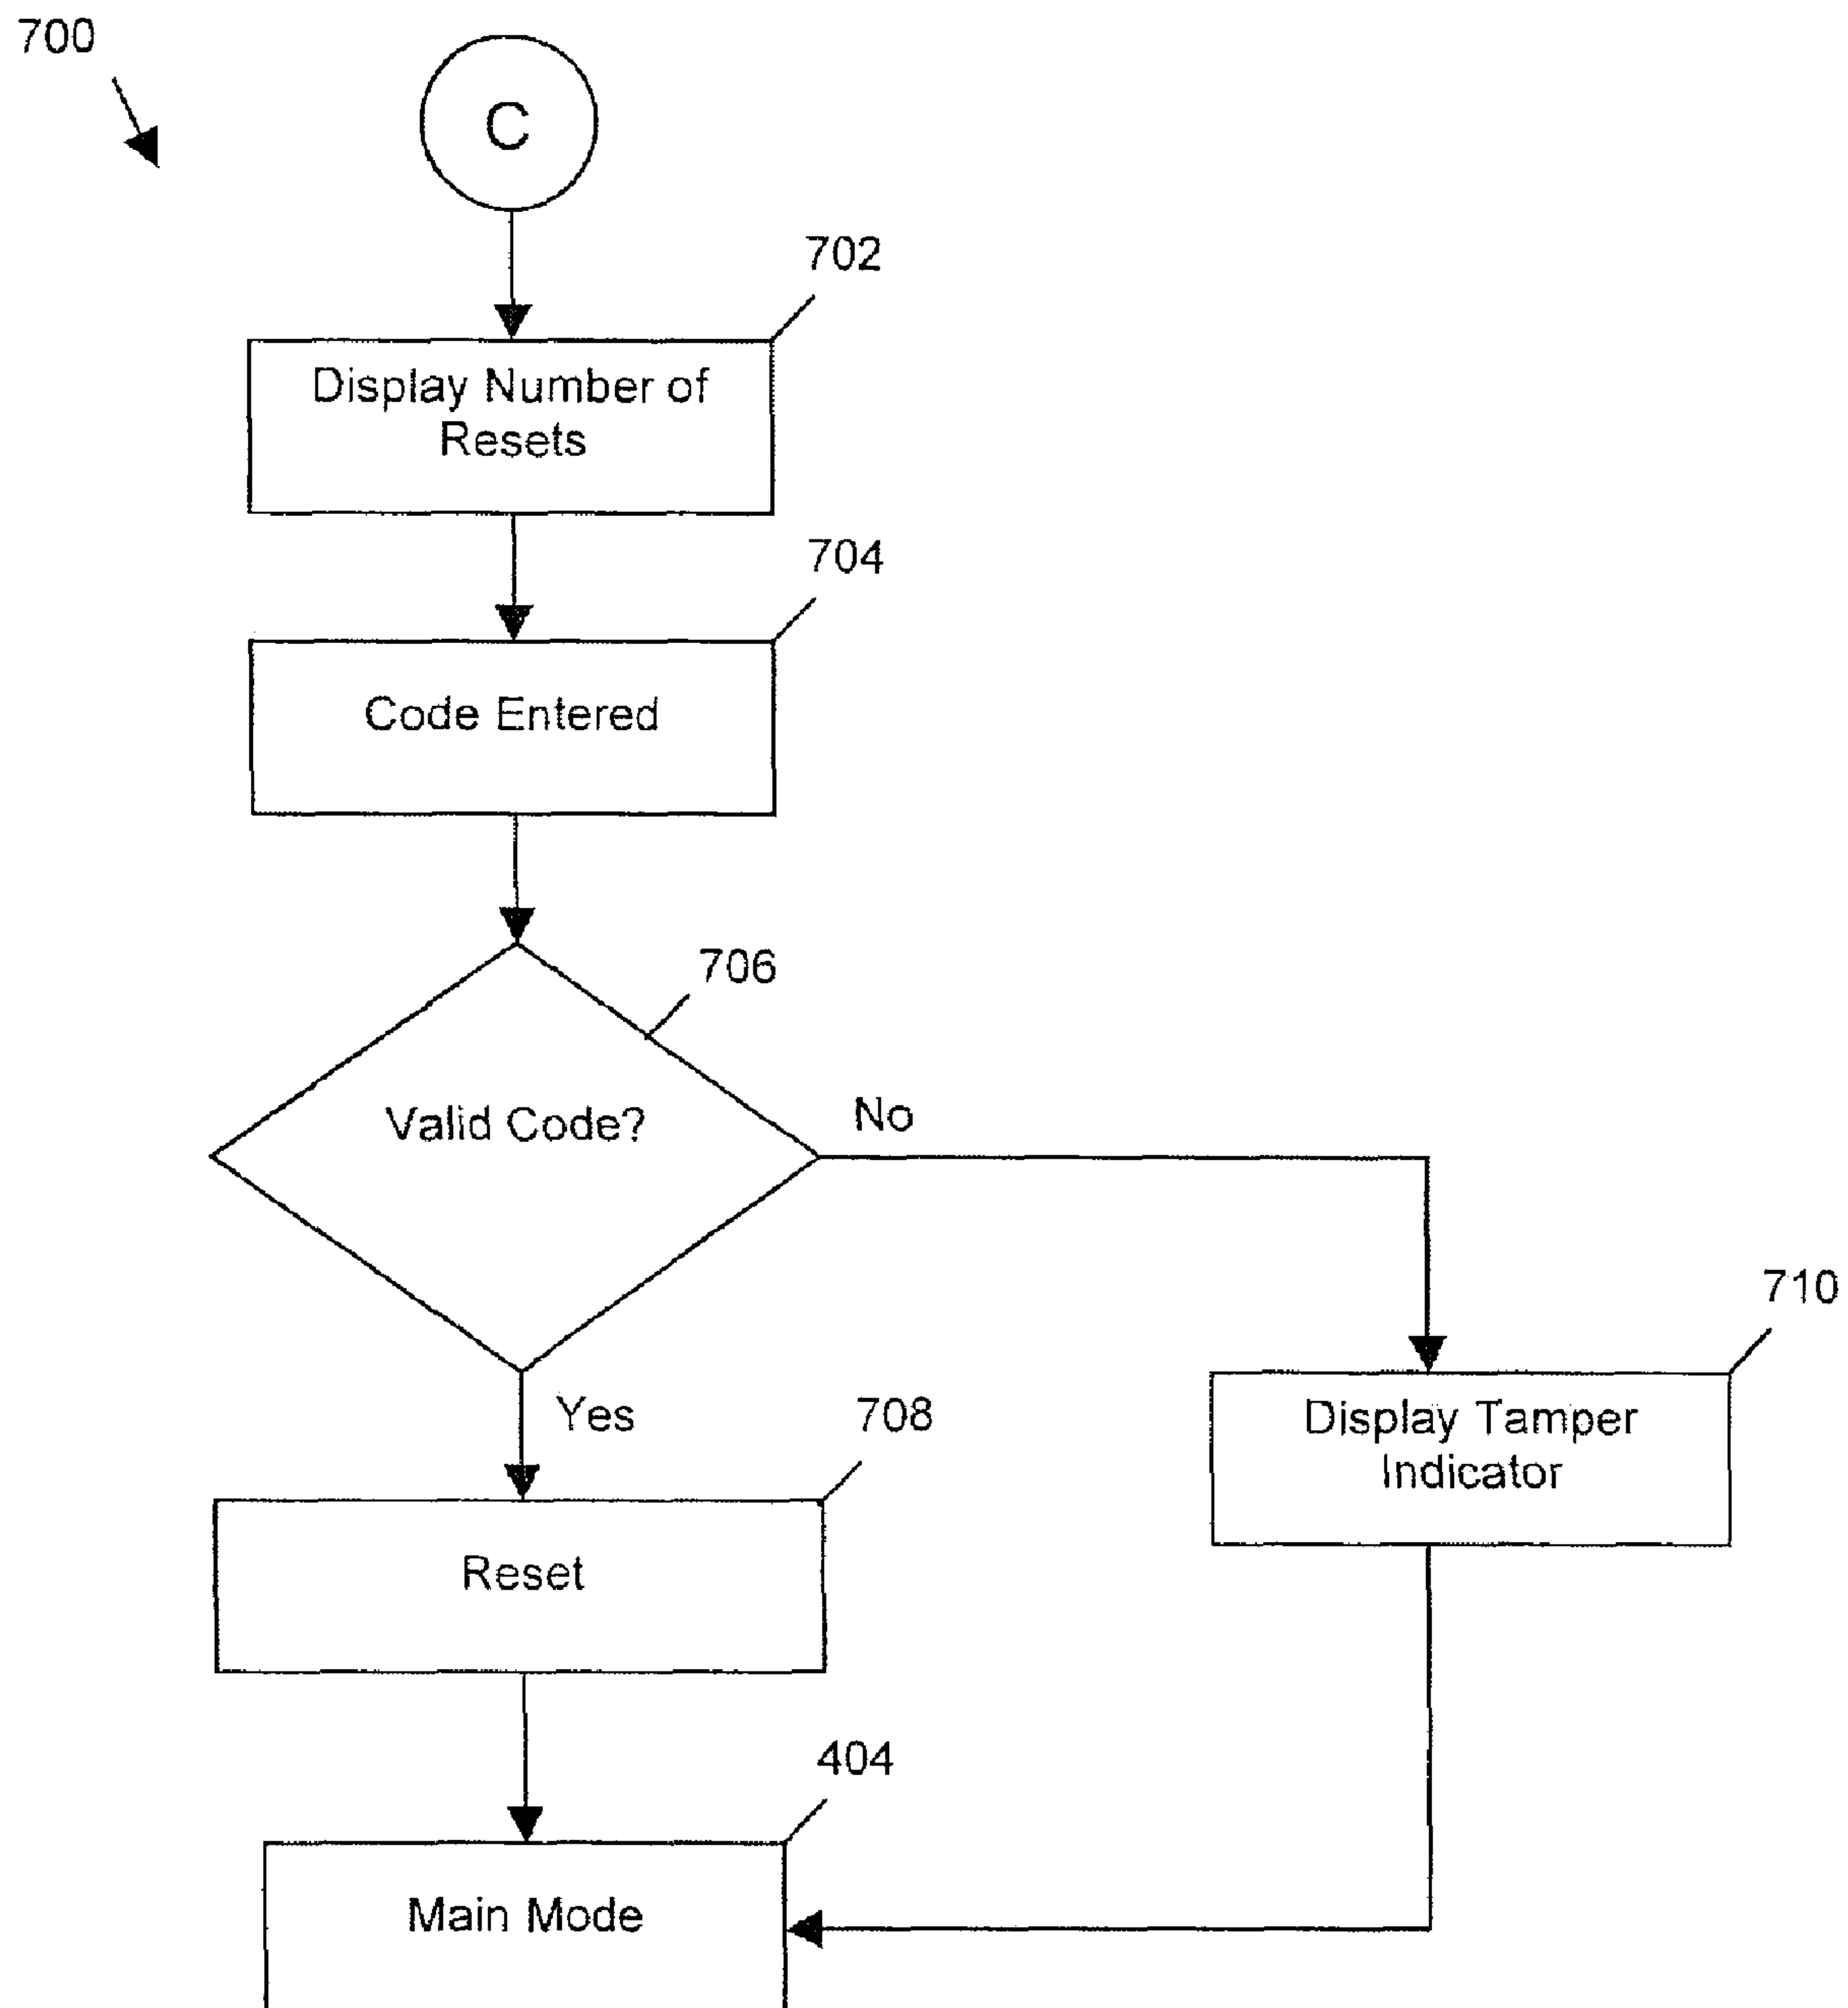 700
C
702
Display Number of
Resets
704
Code Entered
706
Valid Code?
No
710
Display Tamper
Indicator
Yes
708
Reset
404
Main Mode